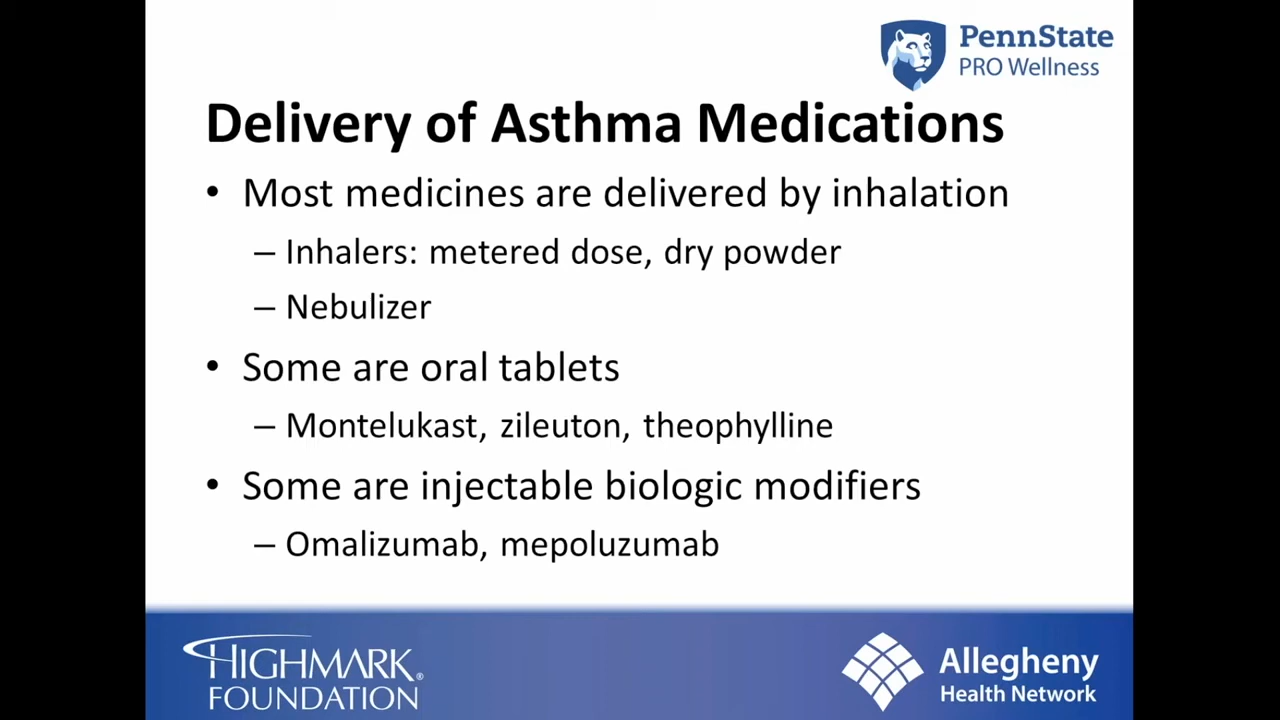 PennState
PRO Wellness
Delivery of Asthma Medications
• Most medicines are delivered by inhalation
– Inhalers: metered dose, dry powder
– Nebulizer
• Some are oral tablets
– Montelukast, zileuton, theophylline
• Some are injectable biologic modifiers
– Omalizumab, mepoluzumab
HIGHMARK®
FOUNDATION
Allegheny
Health Network